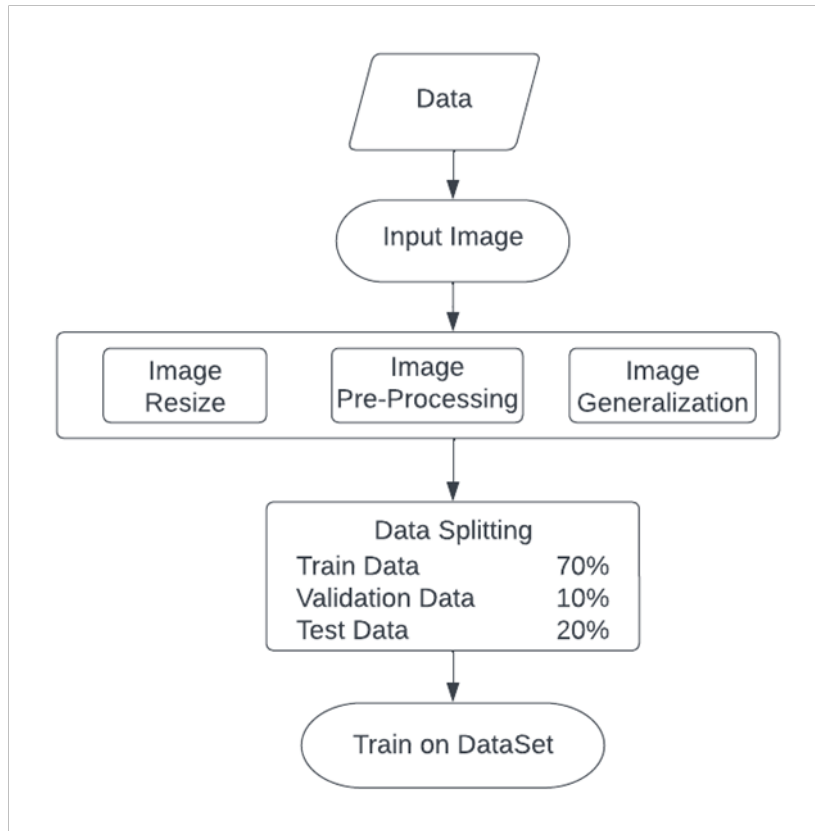 Data
Input Image
Image
Resize
Image
Pre-Processing
Image
Generalization
Data Splitting
Train Data 70%
Validation Data 10%
Test Data 20%
Train on DataSet